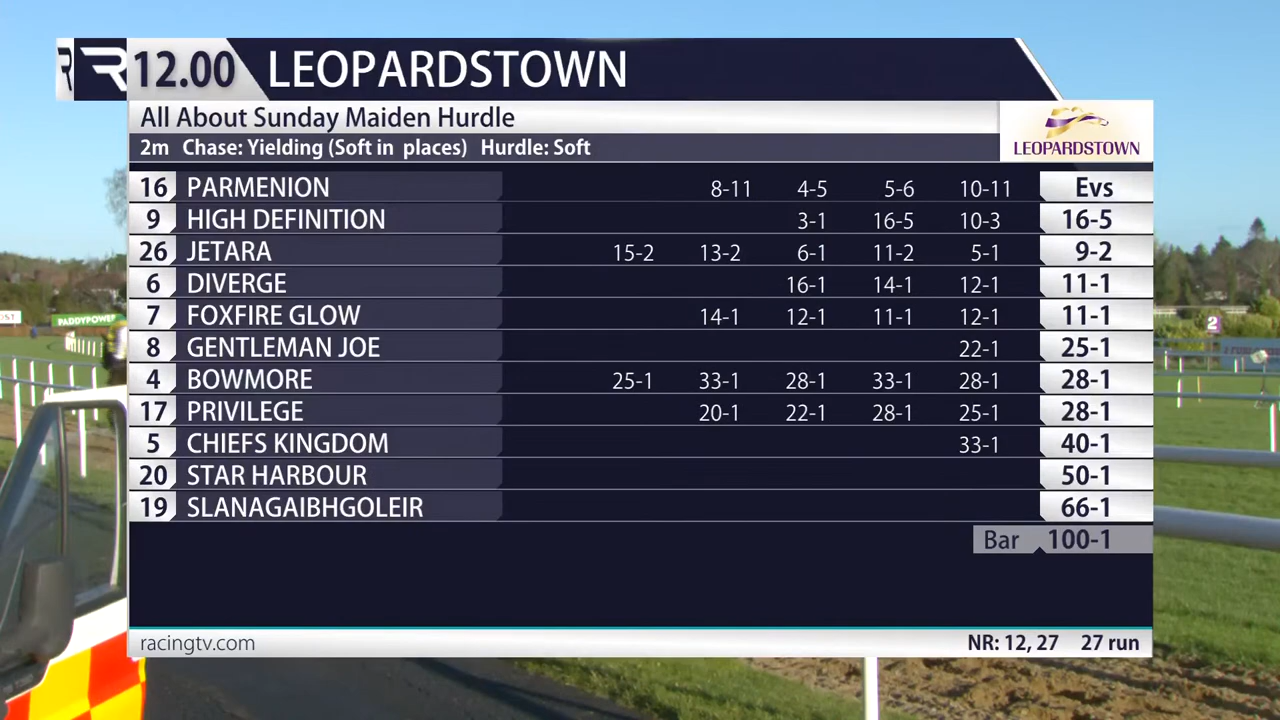 12.00 LEOPARDSTOWN
All About Sunday Maiden Hurdle
2m Chase: Yielding (Soft in places) Hurdle: Soft
LEOPARDSTOWN
16 PARMENION 8-11 4-5 5-6 10-11 Evs
9 HIGH DEFINITION 3-1 16-5 10-3 16-5
26 JETARA 15-2 13-2 6-1 11-2 5-1 9-2
6 DIVERGE 16-1 14-1 12-1 11-1
7 FOXFIRE GLOW 14-1 12-1 11-1 12-1 11-1
8 GENTLEMAN JOE 22-1 25-1
4 BOWMORE 25-1 33-1 28-1 33-1 28-1 28-1
17 PRIVILEGE 20-1 22-1 28-1 25-1 28-1
5 CHIEFS KINGDOM 33-1 40-1
20 STAR HARBOUR 50-1
19 SLANAGAIBHGOLEIR 66-1
Bar 100-1
racingtv.com NR: 12, 27 27 run
PADDYPOWER
2